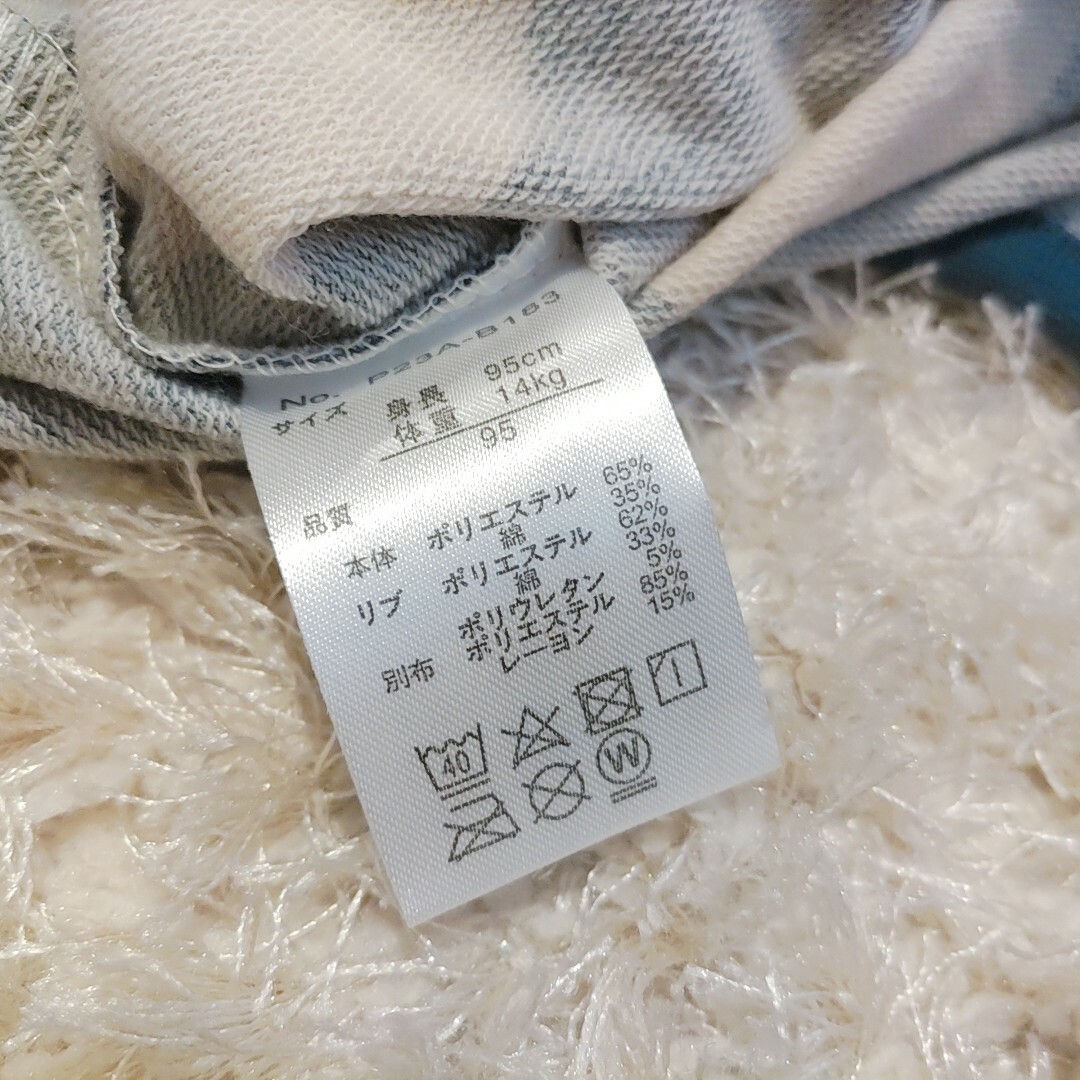 No. P23A-B183
サイズ 身長 95cm
体重 14kg
95
品質
本体 ポリエステル 65%
綿 35%
リブ ポリエステル 62%
綿 33%
ポリウレタン 5%
別布 ポリエステル 85%
レーヨン 15%
40
W